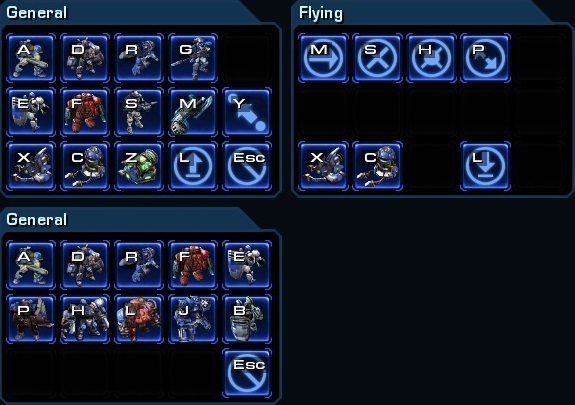 General
A D R G
E F S M Y
X C Z L Esc
Flying
M S H P
X C L
General
A D R F E
P H L J B
Esc